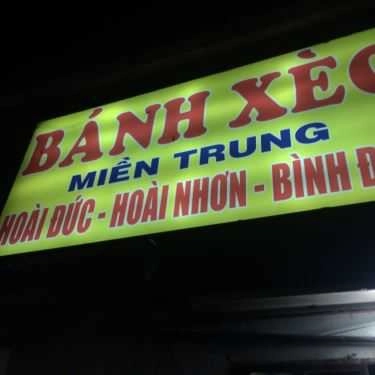 BÁNH XÈO
MIỀN TRUNG
HOÀI ĐỨC - HOÀI NHƠN - BÌNH Đ